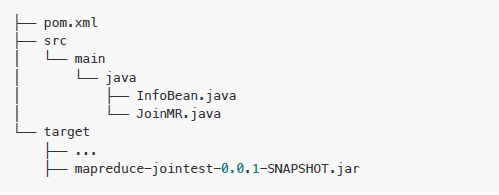 ├── pom.xml
├── src
│   └── main
│       └── java
│           ├── InfoBean.java
│           └── JoinMR.java
└── target
    ├── ...
    ├── mapreduce-jointest-0.0.1-SNAPSHOT.jar